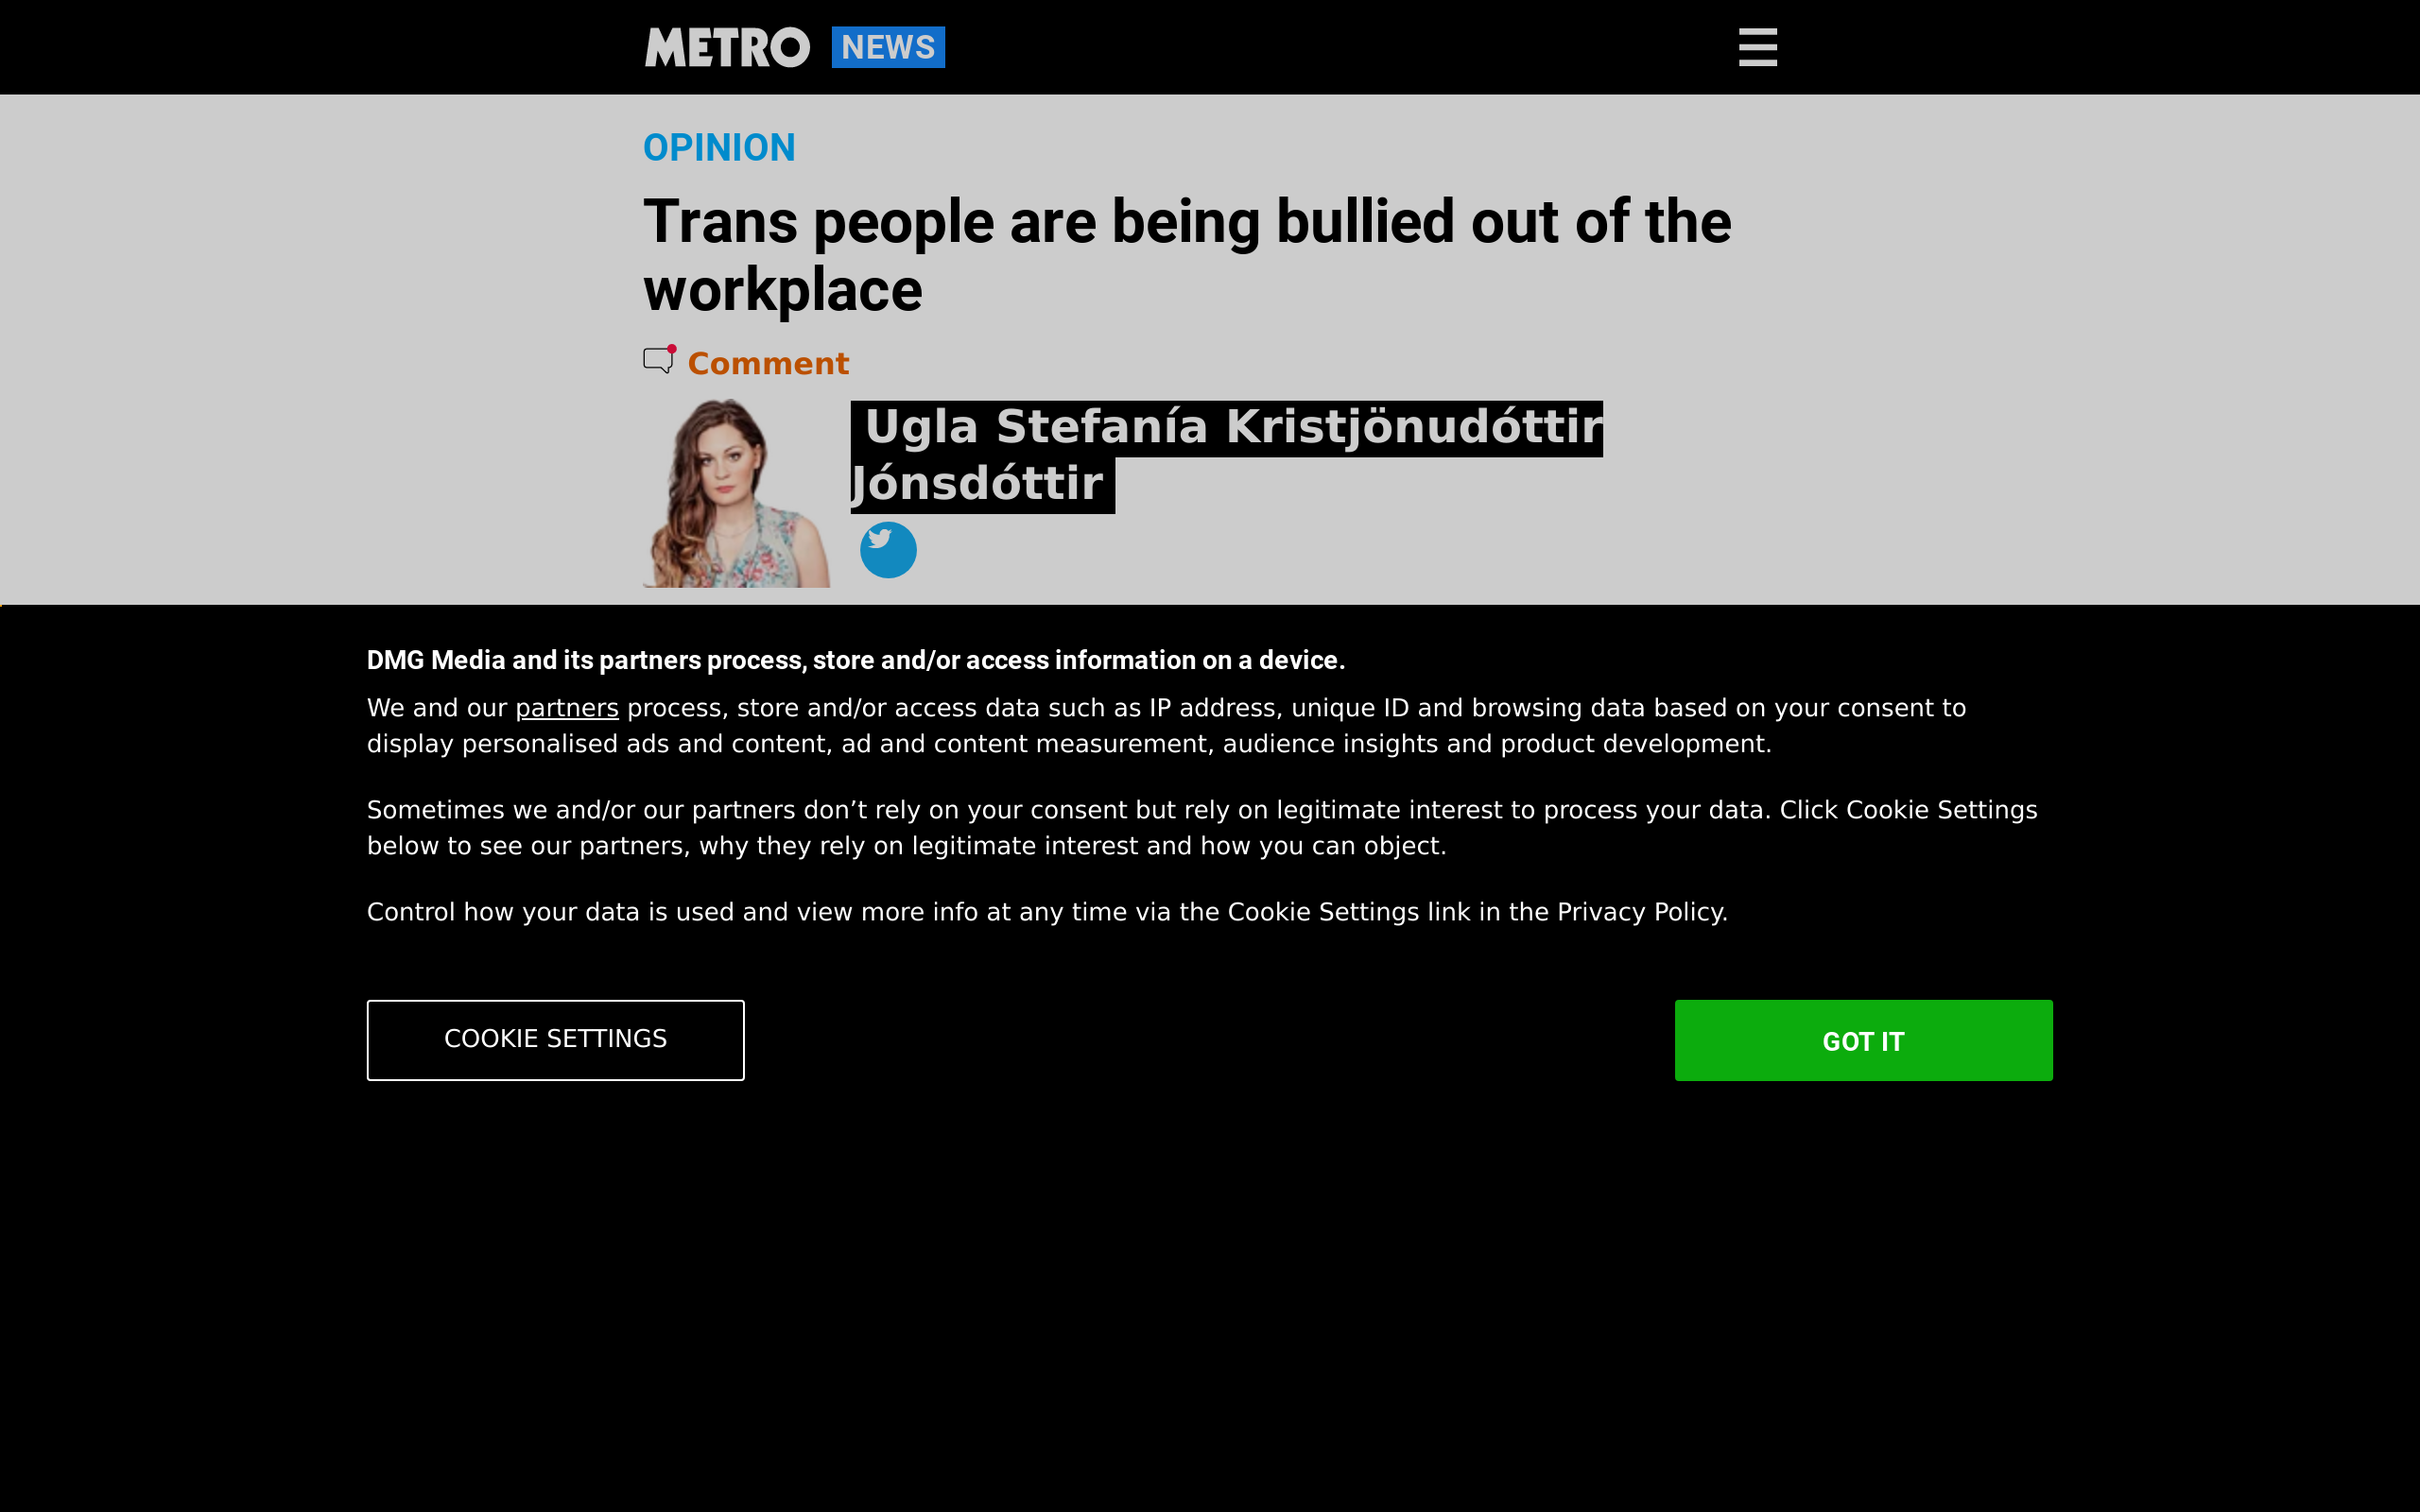 METRO NEWS
OPINION
Trans people are being bullied out of the
workplace
Comment
Ugla Stefanía Kristjönudóttir
Jónsdóttir
DMG Media and its partners process, store and/or access information on a device.
We and our partners process, store and/or access data such as IP address, unique ID and browsing data based on your consent to
display personalised ads and content, ad and content measurement, audience insights and product development.
Sometimes we and/or our partners don’t rely on your consent but rely on legitimate interest to process your data. Click Cookie Settings
below to see our partners, why they rely on legitimate interest and how you can object.
Control how your data is used and view more info at any time via the Cookie Settings link in the Privacy Policy.
COOKIE SETTINGS
GOT IT